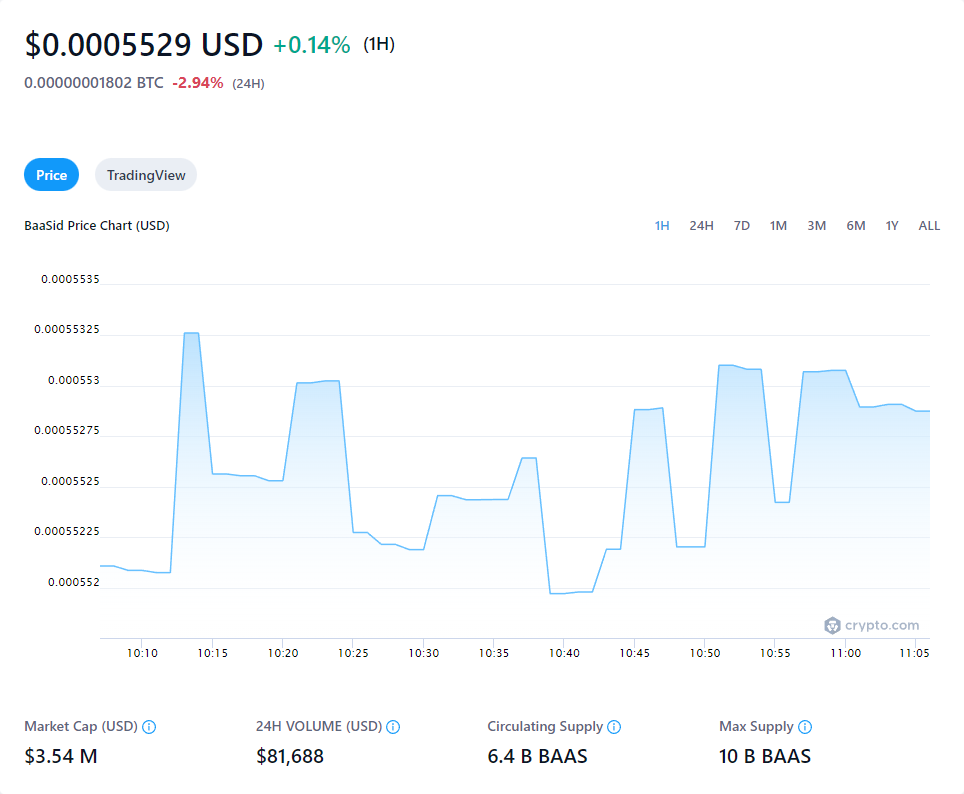 $0.0005529 USD +0.14% (1H)
0.00000001802 BTC -2.94% (24H)
Price TradingView
BaaSid Price Chart (USD) 1H 24H 7D 1M 3M 6M 1Y ALL
0.0005535
0.00055325
0.000553
0.00055275
0.0005525
0.00055225
0.000552
crypto.com
10:10 10:15 10:20 10:25 10:30 10:35 10:40 10:45 10:50 10:55 11:00 11:05
Market Cap (USD) 24H VOLUME (USD) Circulating Supply Max Supply
$3.54 M $81,688 6.4 B BAAS 10 B BAAS